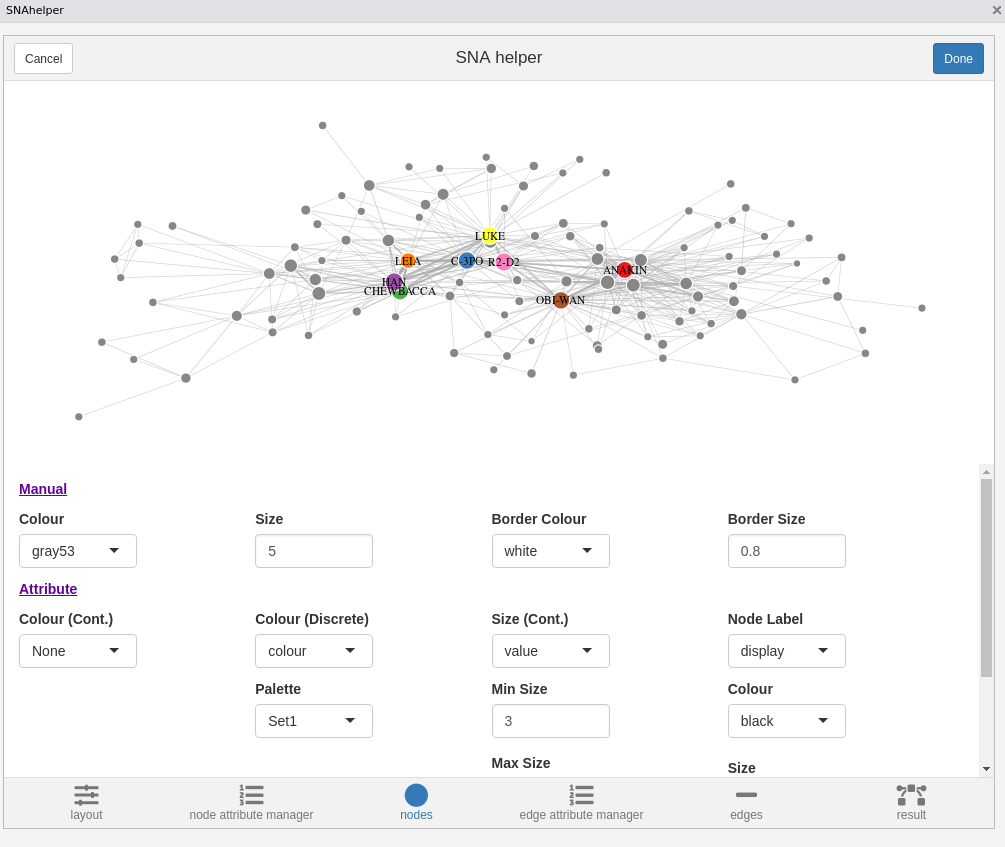 SNAhelper
Cancel
SNA helper
Done
LUKE
LEIA
C-3PO
R2-D2
ANAKIN
HAN
CHEWBACCA
OBI-WAN
Manual
Colour
Size
Border Colour
Border Size
gray53
5
white
0.8
Attribute
Colour (Cont.)
Colour (Discrete)
Size (Cont.)
Node Label
None
colour
value
display
Palette
Min Size
Colour
Set1
3
black
Max Size
Size
layout
node attribute manager
nodes
edge attribute manager
edges
result